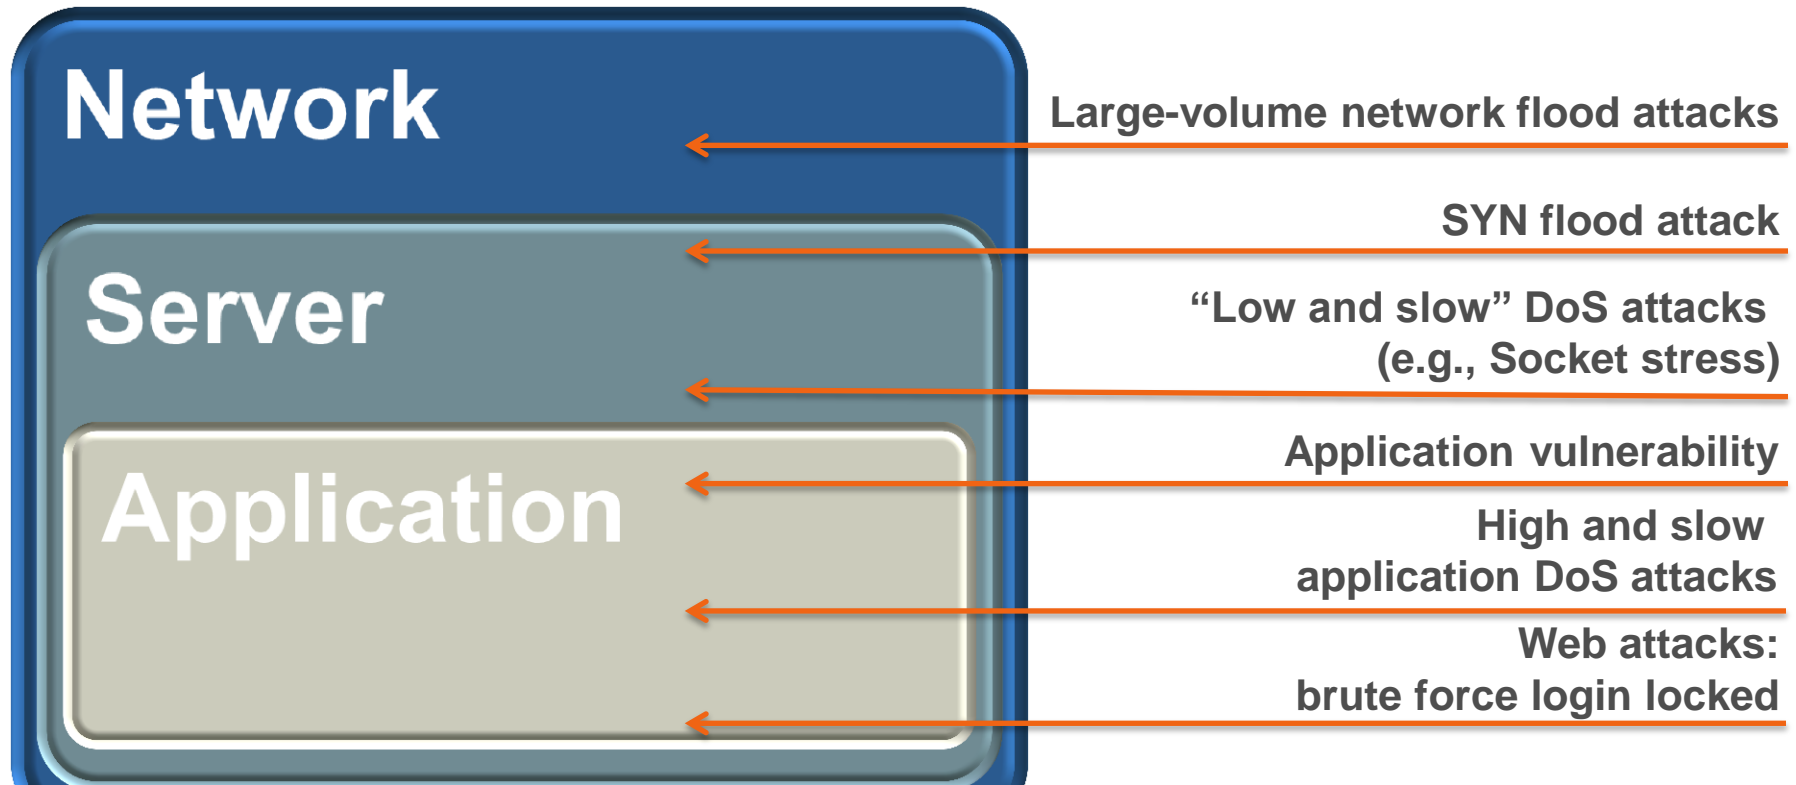 Network
Large-volume network flood attacks
SYN flood attack
Server
“Low and slow” DoS attacks
(e.g., Socket stress)
Application vulnerability
Application
High and slow
application DoS attacks
Web attacks:
brute force login locked